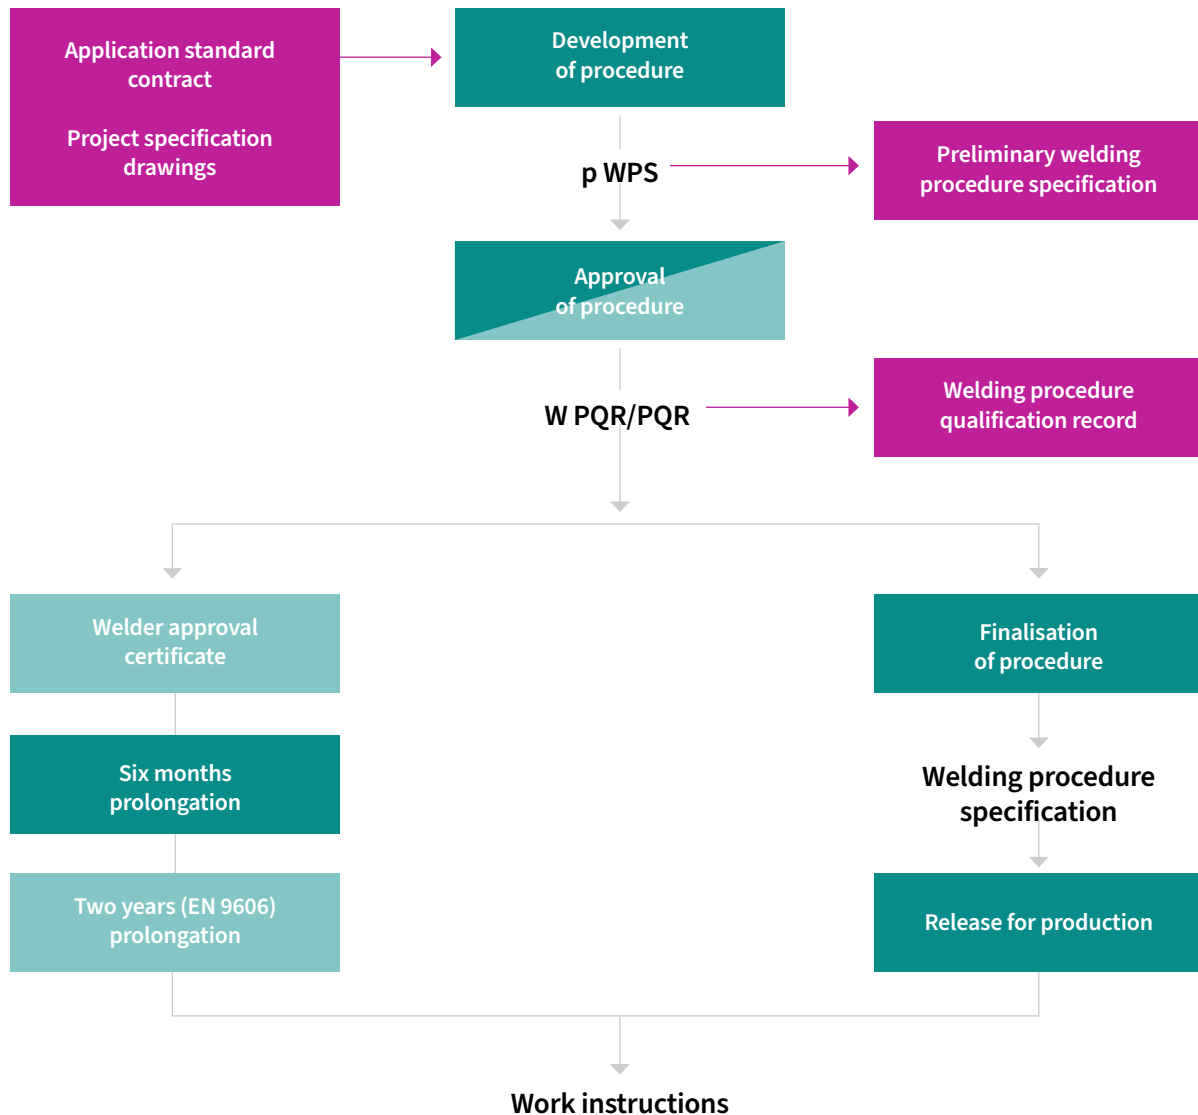 Application standard
contract
Project specification
drawings
Development
of procedure
p WPS
Preliminary welding
procedure specification
Approval
of procedure
W PQR/PQR
Welding procedure
qualification record
Welder approval
certificate
Six months
prolongation
Two years (EN 9606)
prolongation
Finalisation
of procedure
Welding procedure
specification
Release for production
Work instructions